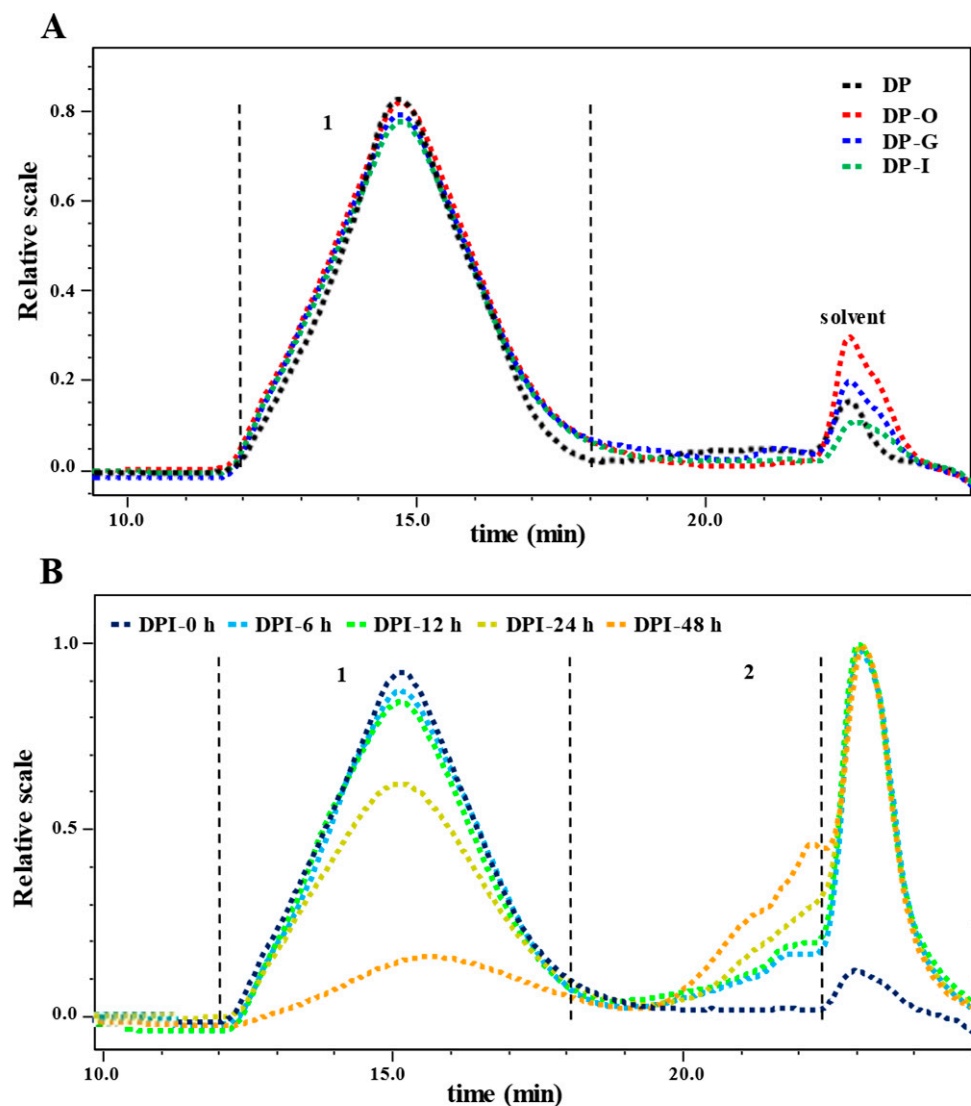 A
DP
DP-O
DP-G
DP-I
1
solvent
0.8
0.6
0.4
0.2
0.0
Relative scale
10.0 15.0 20.0
time (min)
B
DPI-0 h DPI-6 h DPI-12 h DPI-24 h DPI-48 h
1 2
1.0
0.5
0.0
Relative scale
10.0 15.0 20.0
time (min)